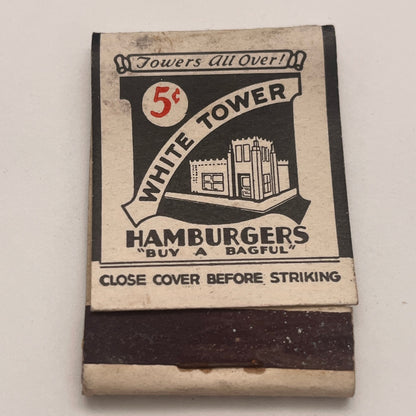 Towers All Over!
5¢
WHITE TOWER
HAMBURGERS
"BUY A BAGFUL"
CLOSE COVER BEFORE STRIKING